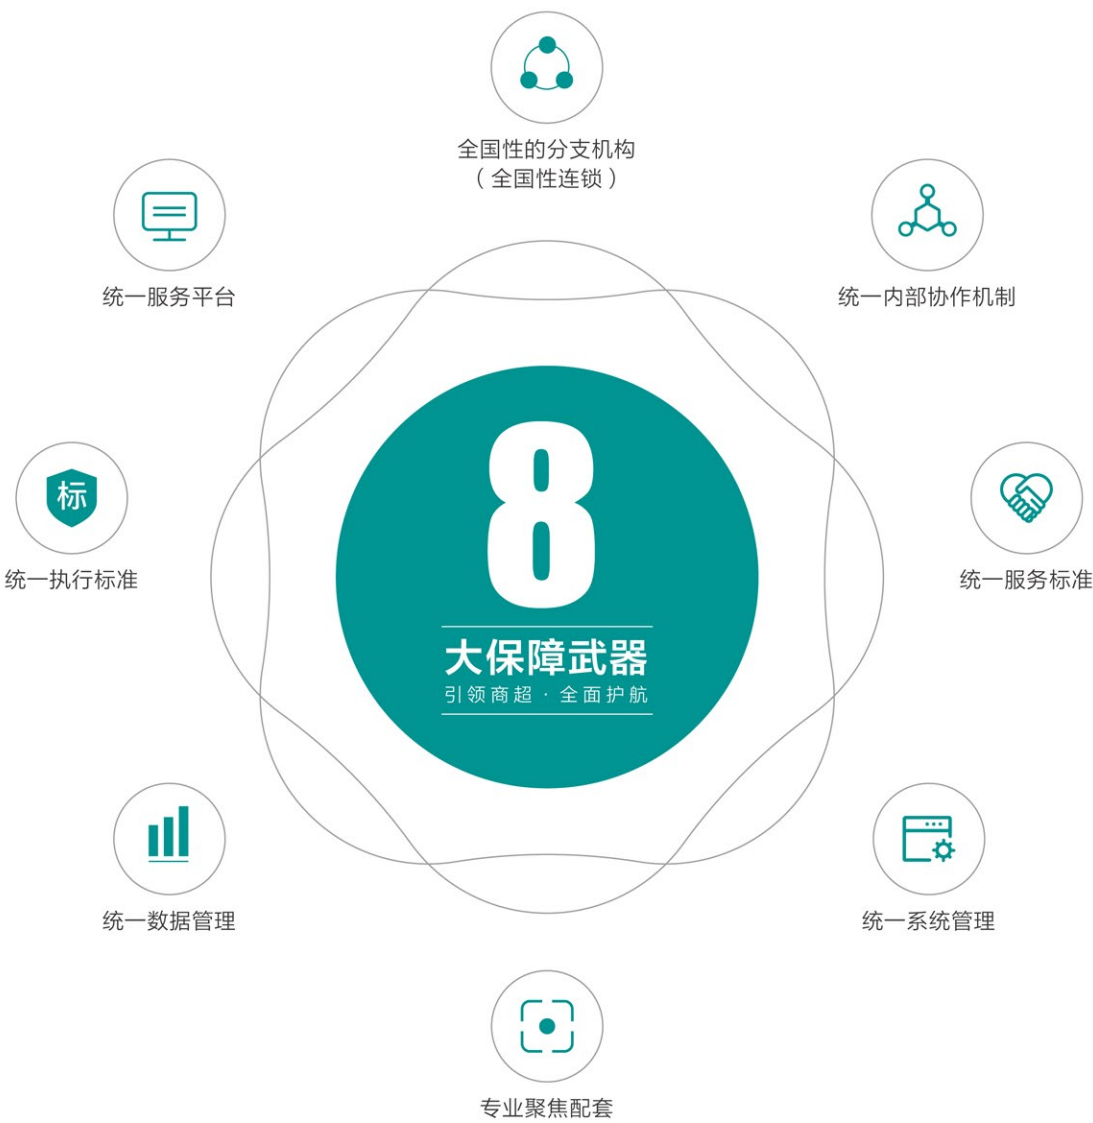 全国性的分支机构
（全国性连锁）
统一服务平台
统一内部协作机制
标
统一执行标准
统一服务标准
8
大保障武器
引领商超 · 全面护航
统一数据管理
统一系统管理
专业聚焦配套